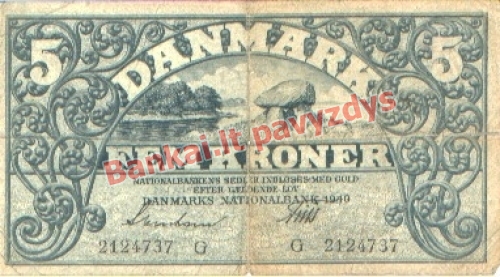 5 DANMARK 5
Bankai.lt pavyzdys
FEM KRONER
NATIONALBANKENS SEDLER INDLØSES MED GULD
EFTER GÆLDENDE LOV
DANMARKS NATIONALBANK 1940
2124737 G G 2124737